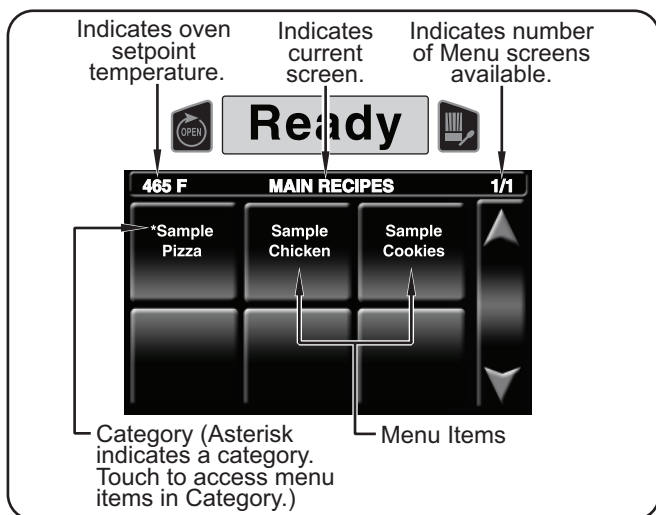 Indicates oven
setpoint
temperature.
Indicates
current
screen.
Indicates number
of Menu screens
available.
OPEN
Ready
465 F
MAIN RECIPES
1/1
*Sample
Pizza
Sample
Chicken
Sample
Cookies
Category (Asterisk
indicates a category.
Touch to access menu
items in Category.)
Menu Items